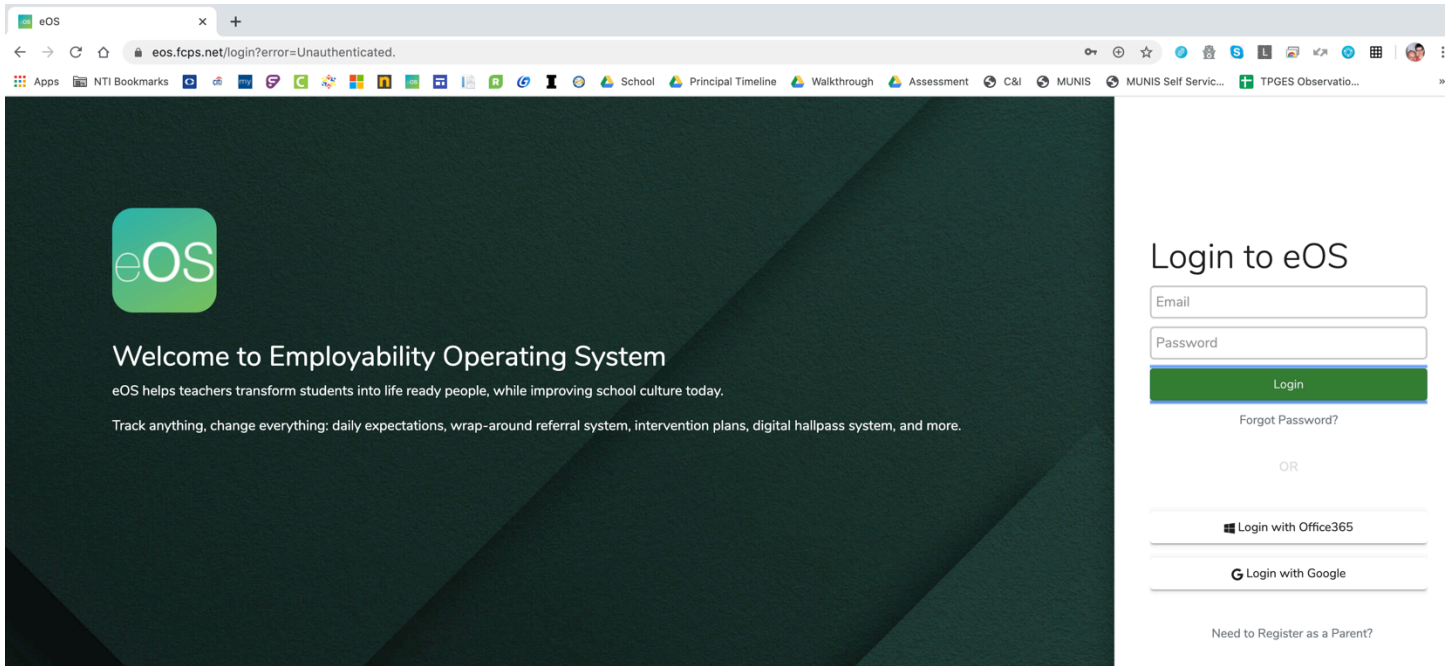 eOS
eos.fcps.net/login?error=Unauthenticated.
Apps NTI Bookmarks my School Principal Timeline Walkthrough Assessment C&I MUNIS MUNIS Self Servic... TPGES Observatio... »
eOS
Login to eOS
Email
Password
Welcome to Employability Operating System
Login
eOS helps teachers transform students into life ready people, while improving school culture today.
Forgot Password?
Track anything, change everything: daily expectations, wrap-around referral system, intervention plans, digital hallpass system, and more.
OR
Login with Office365
G Login with Google
Need to Register as a Parent?